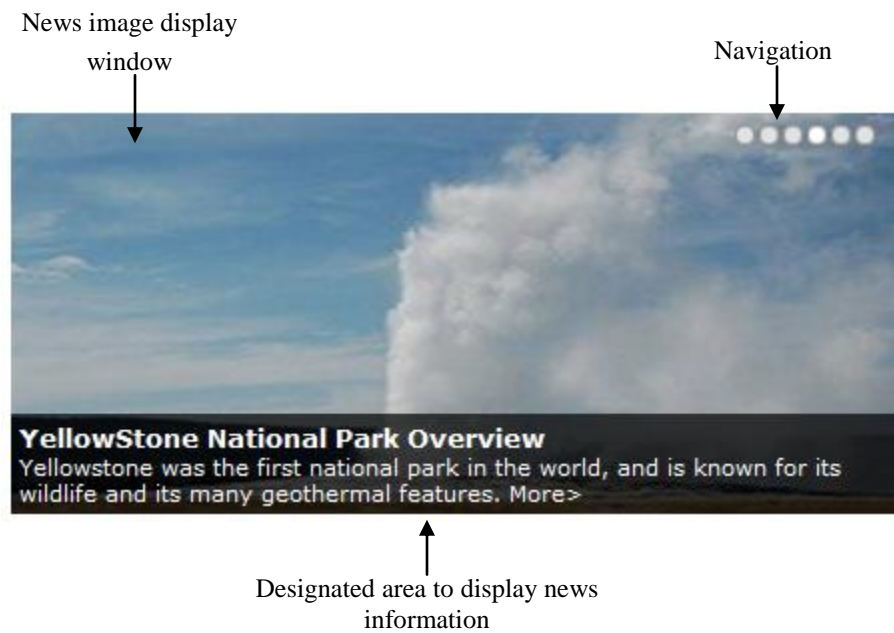 News image display
window
Navigation
YellowStone National Park Overview
Yellowstone was the first national park in the world, and is known for its
wildlife and its many geothermal features. More>
Designated area to display news
information